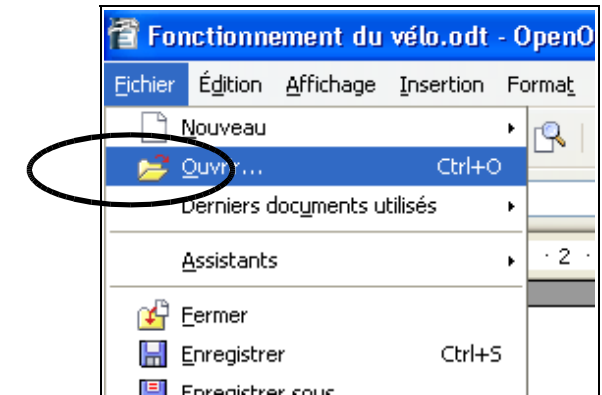 Fonctionnement du vélo.odt - OpenO
Fichier Édition Affichage Insertion Format
Nouveau
Ouvrir... Ctrl+O
Derniers documents utilisés
· 2 ·
Assistants
Fermer
Enregistrer Ctrl+S
Enregistrer sous